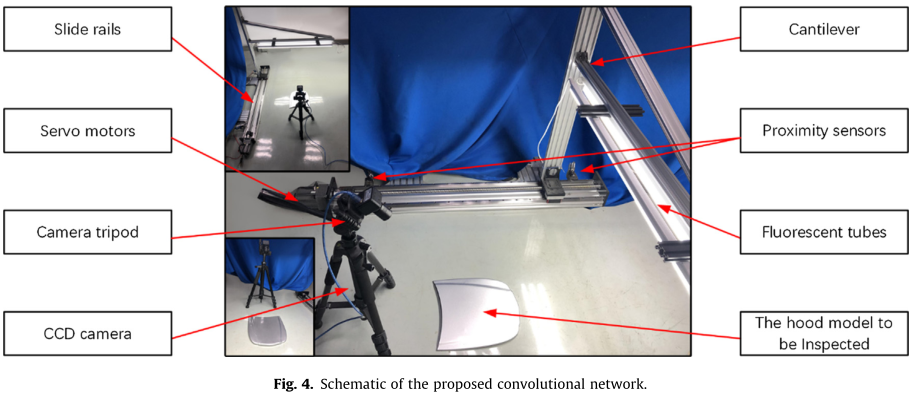 Slide rails
Cantilever
Servo motors
Proximity sensors
Camera tripod
Fluorescent tubes
CCD camera
The hood model to
be Inspected
Fig. 4. Schematic of the proposed convolutional network.